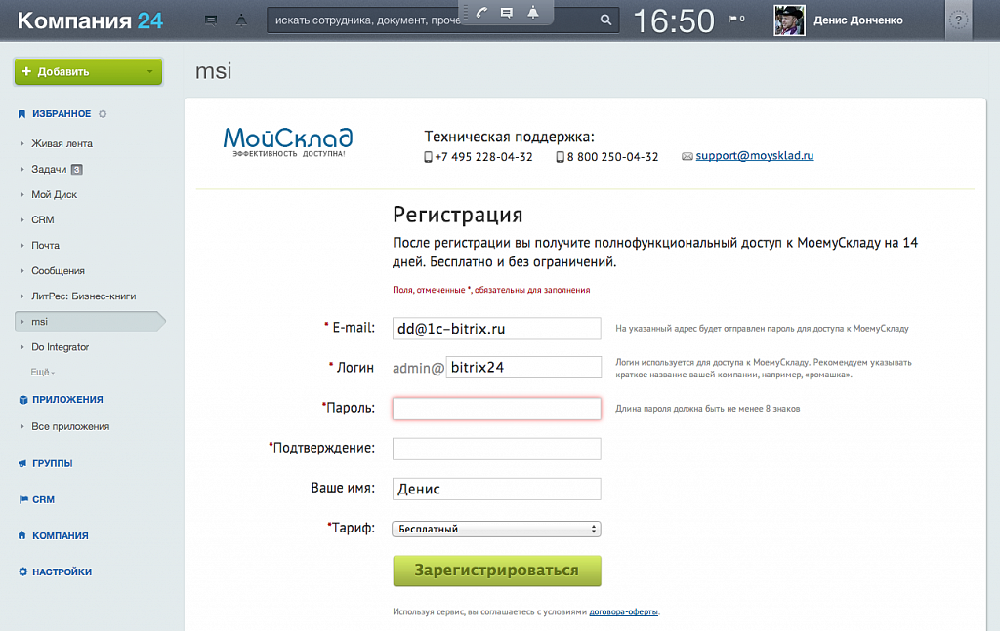 Компания 24
искать сотрудника, документ, проче
16:50
0
Денис Донченко
?
+ Добавить
msi
ИЗБРАННОЕ
Живая лента
Задачи 3
Мой Диск
CRM
Почта
Сообщения
ЛитРес: Бизнес-книги
msi
Do Integrator
Ещё
ПРИЛОЖЕНИЯ
Все приложения
ГРУППЫ
CRM
КОМПАНИЯ
НАСТРОЙКИ
МойСклад
ЭФФЕКТИВНОСТЬ ДОСТУПНА!
Техническая поддержка:
+7 495 228-04-32 8 800 250-04-32 support@moysklad.ru
Регистрация
После регистрации вы получите полнофункциональный доступ к МоемуСкладу на 14
дней. Бесплатно и без ограничений.
Поля, отмеченные *, обязательны для заполнения
* E-mail: dd@1c-bitrix.ru На указанный адрес будет отправлен пароль для доступа к МоемуСкладу
* Логин admin@ bitrix24 Логин используется для доступа к МоемуСкладу. Рекомендуем указывать
краткое название вашей компании, например, «ромашка».
*Пароль: Длина пароля должна быть не менее 8 знаков
*Подтверждение:
Ваше имя: Денис
*Тариф: Бесплатный
Зарегистрироваться
Используя сервис, вы соглашаетесь с условиями договора-оферты.